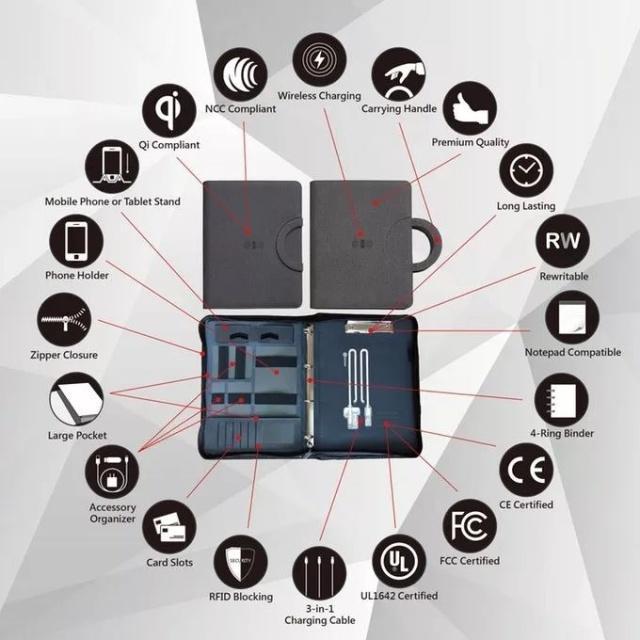 Wireless Charging
NCC Compliant
Carrying Handle
qi
Qi Compliant
Premium Quality
Mobile Phone or Tablet Stand
Long Lasting
RW
Phone Holder
Rewritable
Zipper Closure
Notepad Compatible
Large Pocket
4-Ring Binder
CE
CE Certified
Accessory
Organizer
FC
FCC Certified
Card Slots
SECURITY
RFID Blocking
UL
UL1642 Certified
3-in-1
Charging Cable